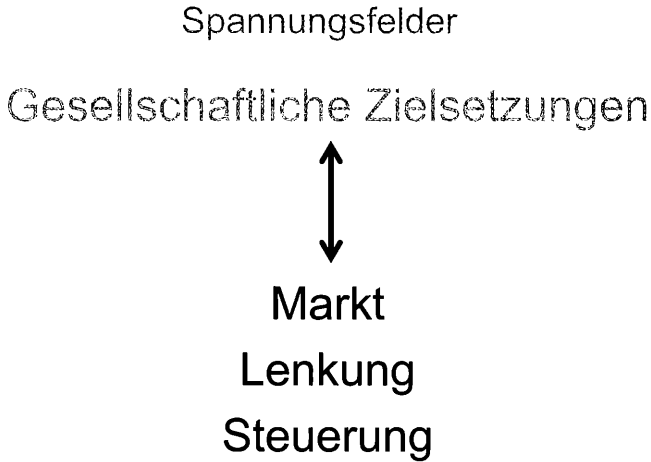 Spannungsfelder
Gesellschaftliche Zielsetzungen
Markt
Lenkung
Steuerung